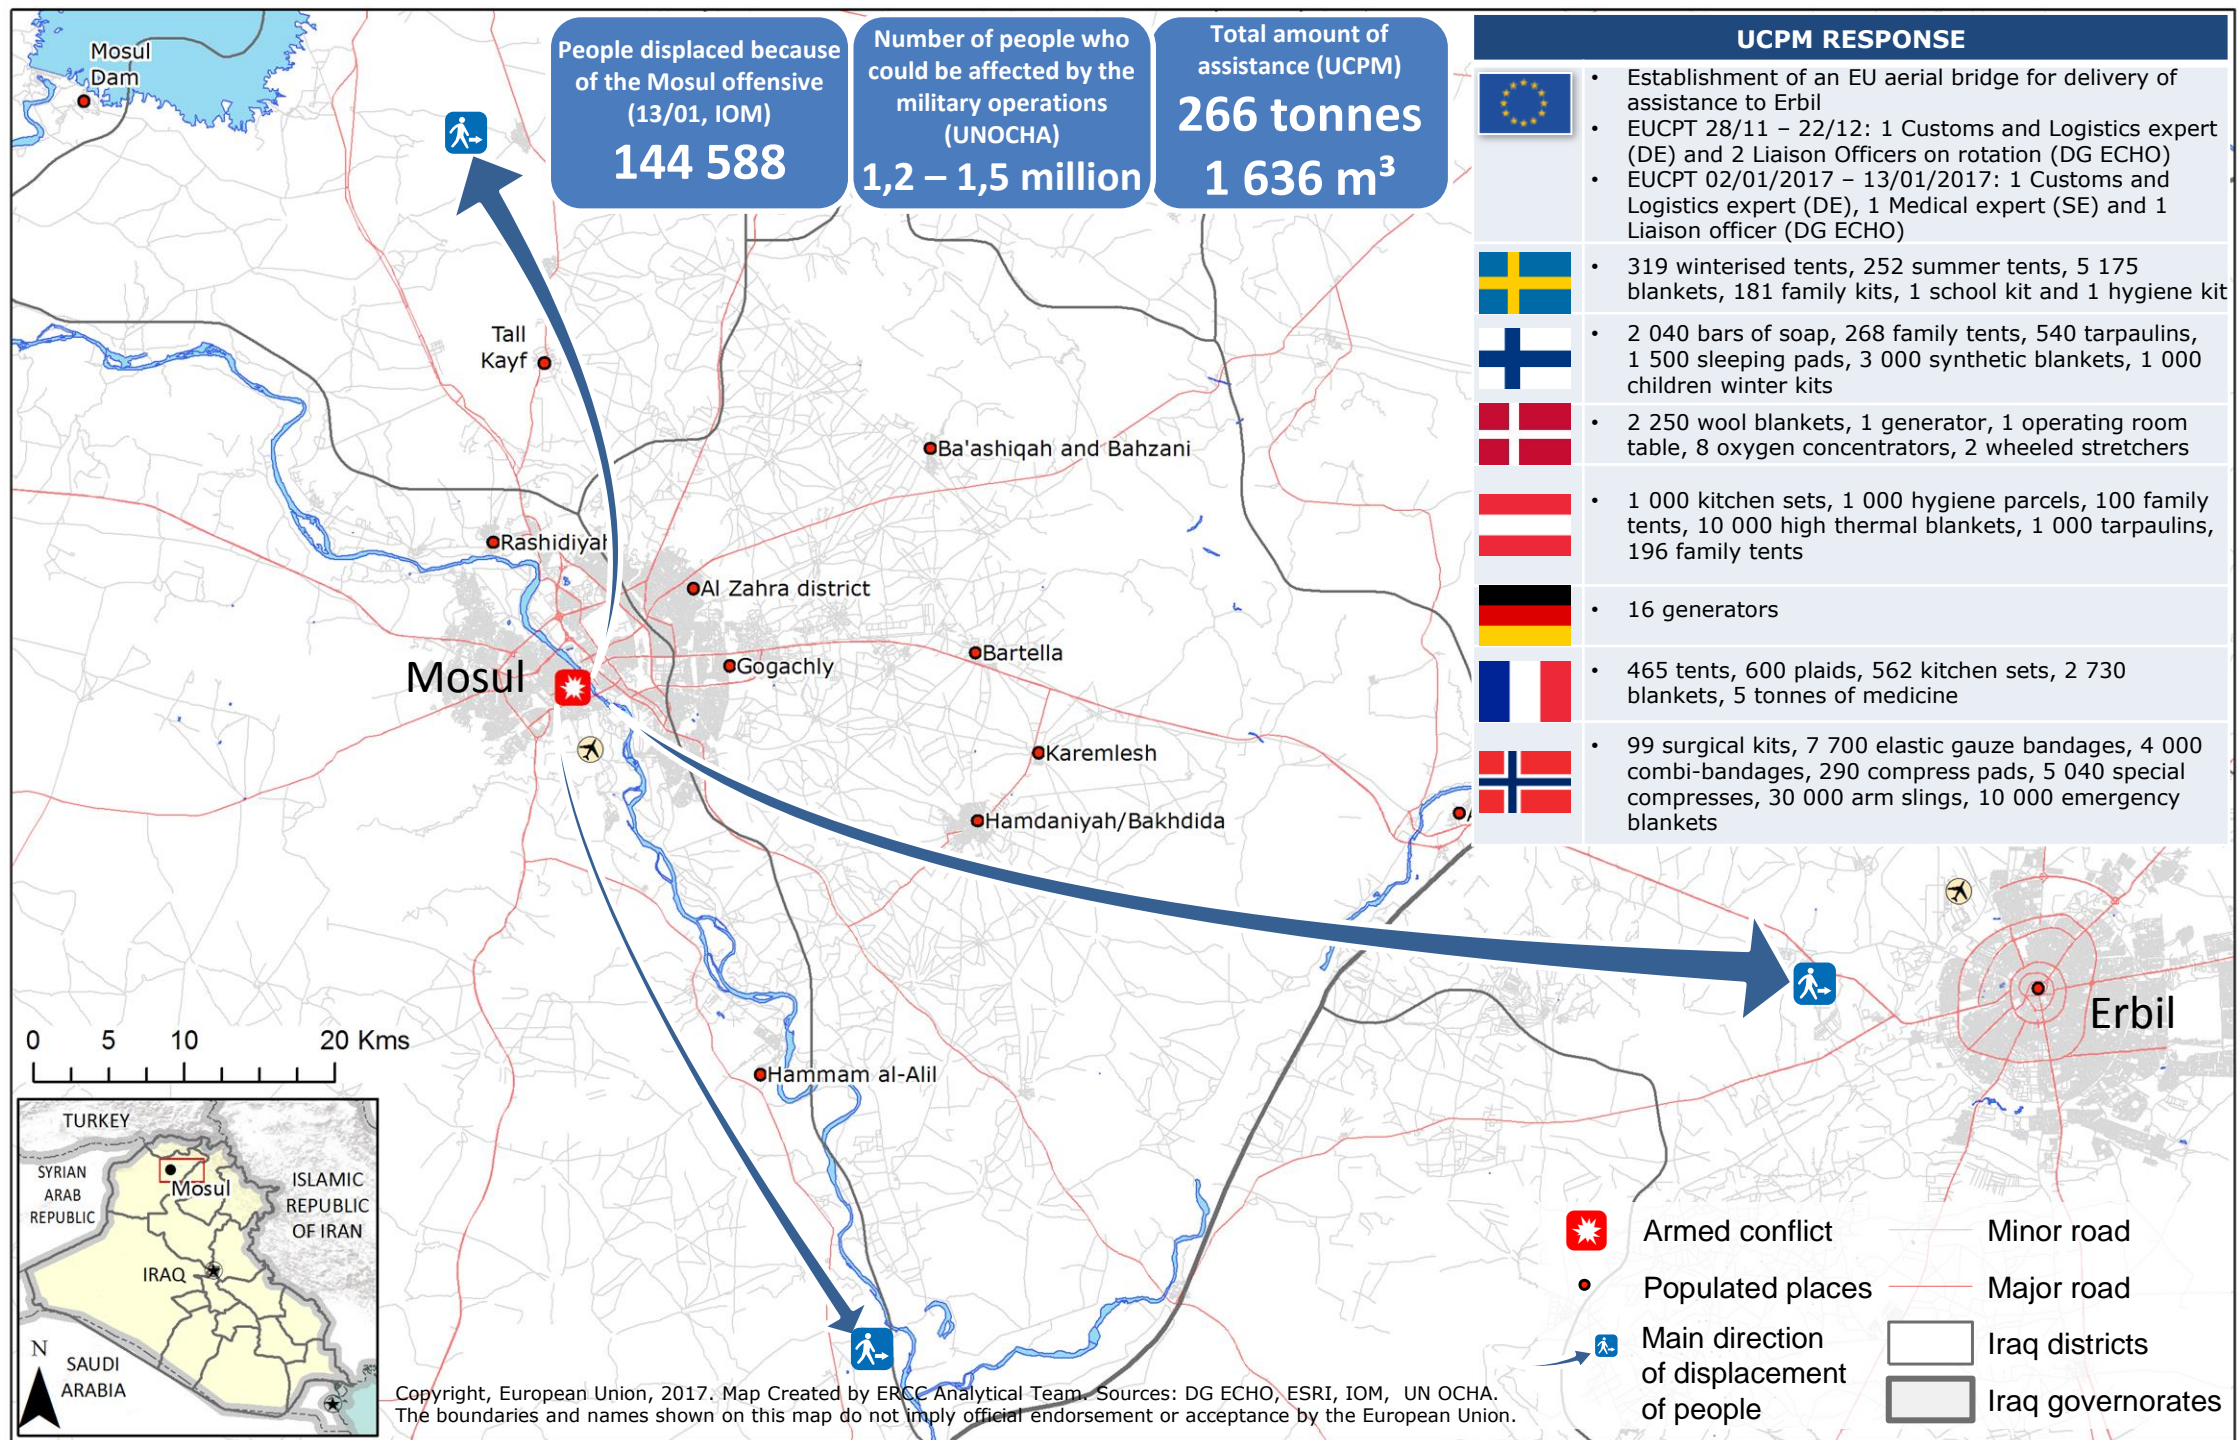 People displaced because
of the Mosul offensive
(13/01, IOM)
144 588
Number of people who
could be affected by the
military operations
(UNOCHA)
1,2 – 1,5 million
Total amount of
assistance (UCPM)
266 tonnes
1 636 m³
UCPM RESPONSE
• Establishment of an EU aerial bridge for delivery of
assistance to Erbil
• EUCPT 28/11 – 22/12: 1 Customs and Logistics expert
(DE) and 2 Liaison Officers on rotation (DG ECHO)
• EUCPT 02/01/2017 – 13/01/2017: 1 Customs and
Logistics expert (DE), 1 Medical expert (SE) and 1
Liaison officer (DG ECHO)
• 319 winterised tents, 252 summer tents, 5 175
blankets, 181 family kits, 1 school kit and 1 hygiene kit
• 2 040 bars of soap, 268 family tents, 540 tarpaulins,
1 500 sleeping pads, 3 000 synthetic blankets, 1 000
children winter kits
• 2 250 wool blankets, 1 generator, 1 operating room
table, 8 oxygen concentrators, 2 wheeled stretchers
• 1 000 kitchen sets, 1 000 hygiene parcels, 100 family
tents, 10 000 high thermal blankets, 1 000 tarpaulins,
196 family tents
• 16 generators
• 465 tents, 600 plaids, 562 kitchen sets, 2 730
blankets, 5 tonnes of medicine
• 99 surgical kits, 7 700 elastic gauze bandages, 4 000
combi-bandages, 290 compress pads, 5 040 special
compresses, 30 000 arm slings, 10 000 emergency
blankets
Mosul
Dam
Tall
Kayf
Ba'ashiqah and Bahzani
Rashidiyah
Al Zahra district
Gogachly
Bartella
Mosul
Karemlesh
Hamdaniyah/Bakhdida
Erbil
Hammam al-Alil
0 5 10 20 Kms
TURKEY
SYRIAN
ARAB
REPUBLIC
Mosul
ISLAMIC
REPUBLIC
OF IRAN
IRAQ
N
SAUDI
ARABIA
Armed conflict
Populated places
Main direction
of displacement
of people
Minor road
Major road
Iraq districts
Iraq governorates
Copyright, European Union, 2017. Map Created by ERCC Analytical Team. Sources: DG ECHO, ESRI, IOM, UN OCHA.
The boundaries and names shown on this map do not imply official endorsement or acceptance by the European Union.